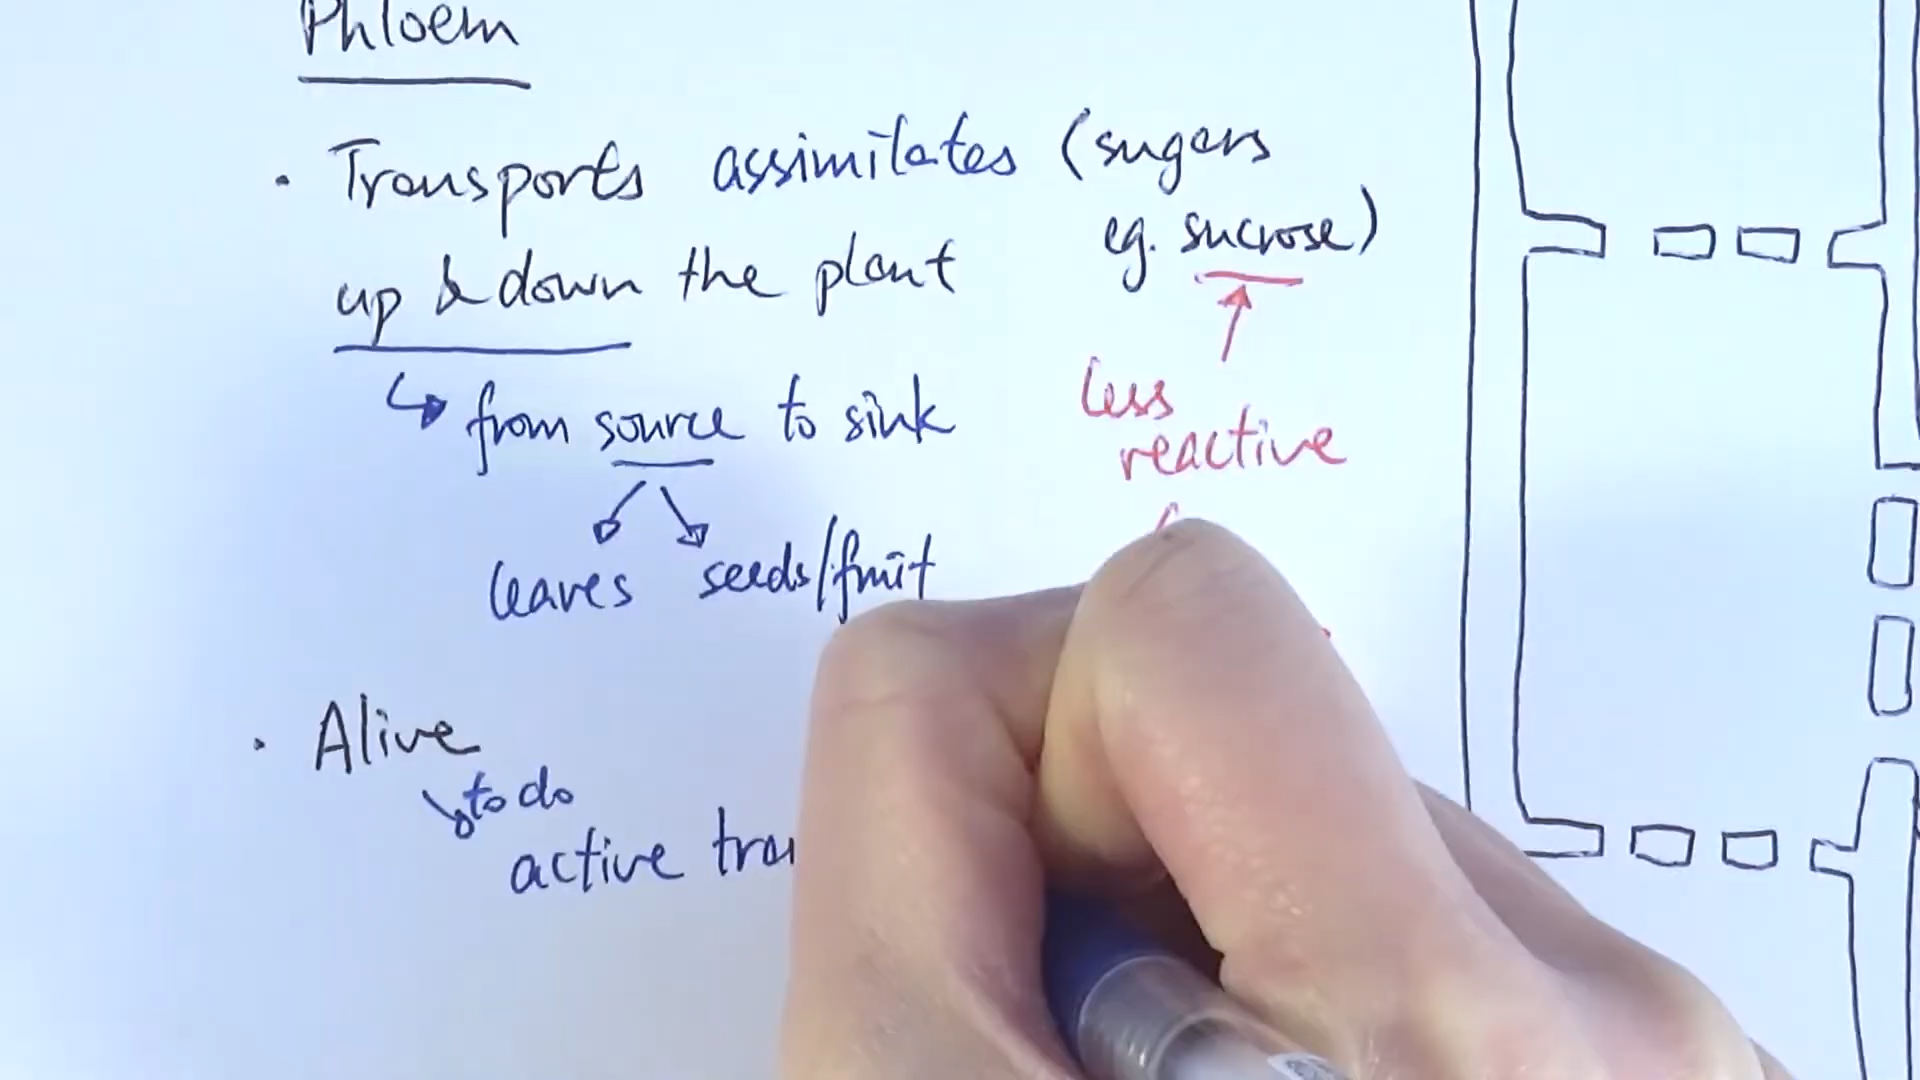 Phloem
· Transports assimilates (sugars
eg. sucrose)
up & down the plant
less
reactive
↳ from source to sink
leaves seeds/fruit
· Alive
to do
active